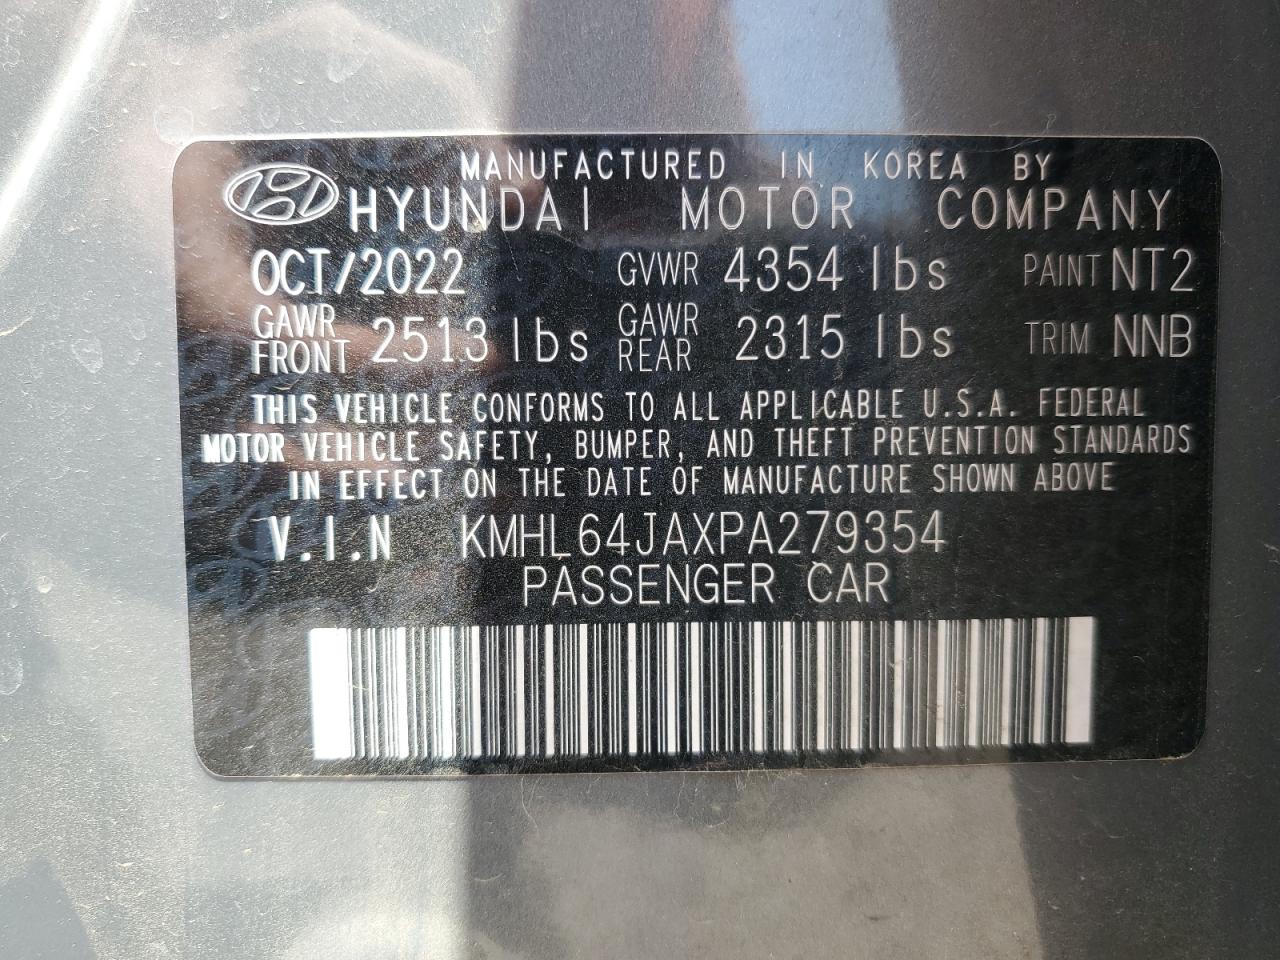 MANUFACTURED IN KOREA BY
HYUNDAI MOTOR COMPANY
OCT/2022 GVWR 4354 lbs PAINT NT2
GAWR FRONT 2513 lbs GAWR REAR 2315 lbs TRIM NNB
THIS VEHICLE CONFORMS TO ALL APPLICABLE U.S.A. FEDERAL
MOTOR VEHICLE SAFETY, BUMPER, AND THEFT PREVENTION STANDARDS
IN EFFECT ON THE DATE OF MANUFACTURE SHOWN ABOVE
V.I.N KMHL64JAXPA279354
PASSENGER CAR